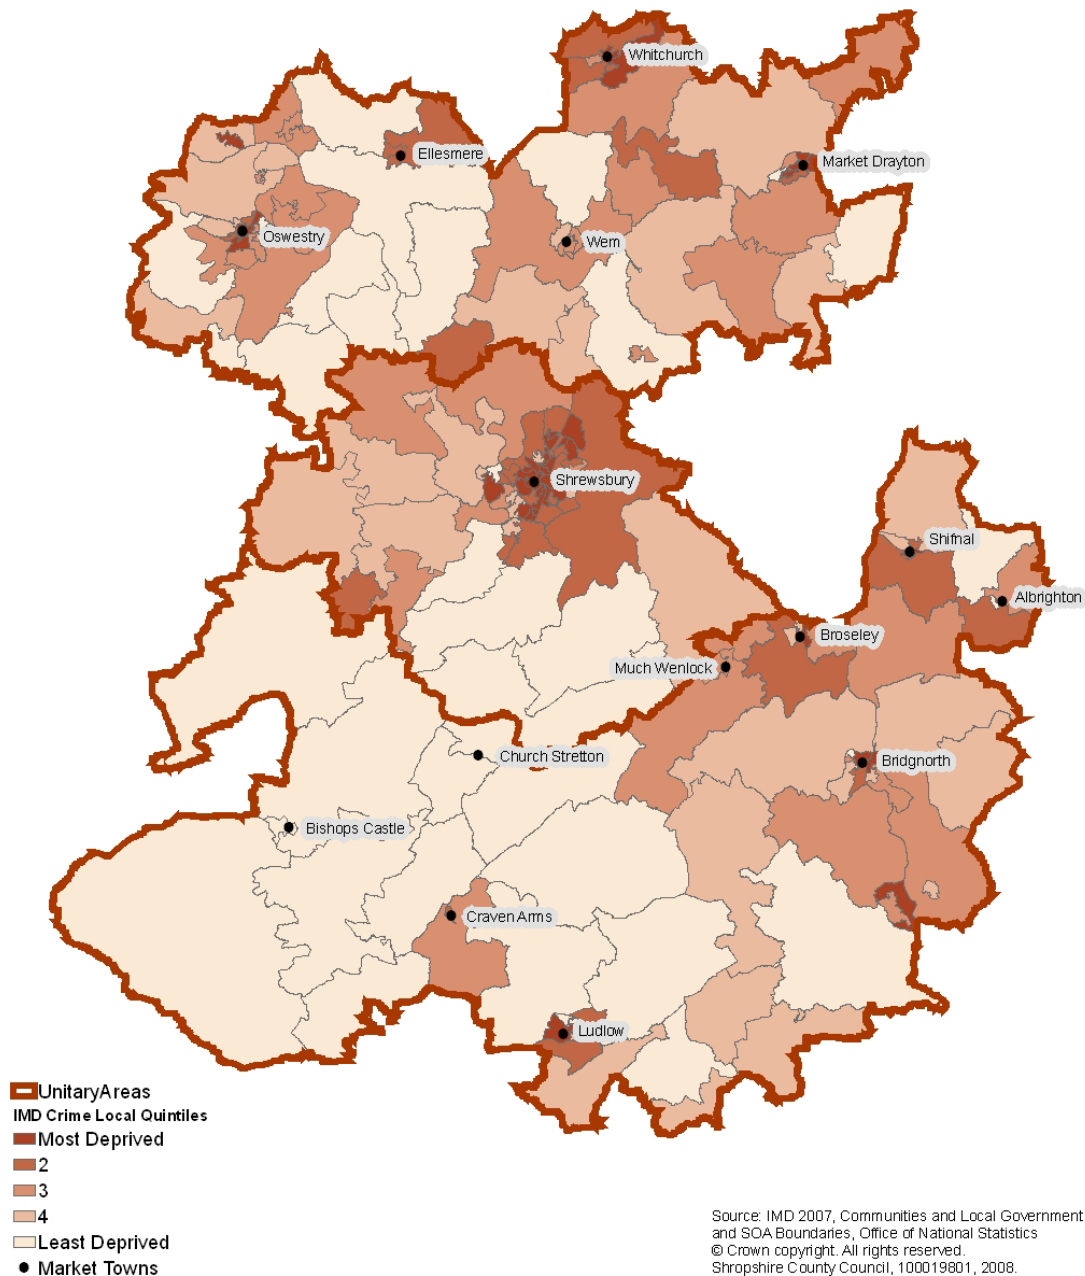 Whitchurch
Ellesmere
Market Drayton
Oswestry
Wem
Shrewsbury
Shifnal
Albrighton
Broseley
Much Wenlock
Church Stretton
Bridgnorth
Bishops Castle
Craven Arms
Ludlow
UnitaryAreas
IMD Crime Local Quintiles
Most Deprived
2
3
4
Least Deprived
Market Towns
Source: IMD 2007, Communities and Local Government
and SOA Boundaries, Office of National Statistics
© Crown copyright. All rights reserved.
Shropshire County Council, 100019801, 2008.